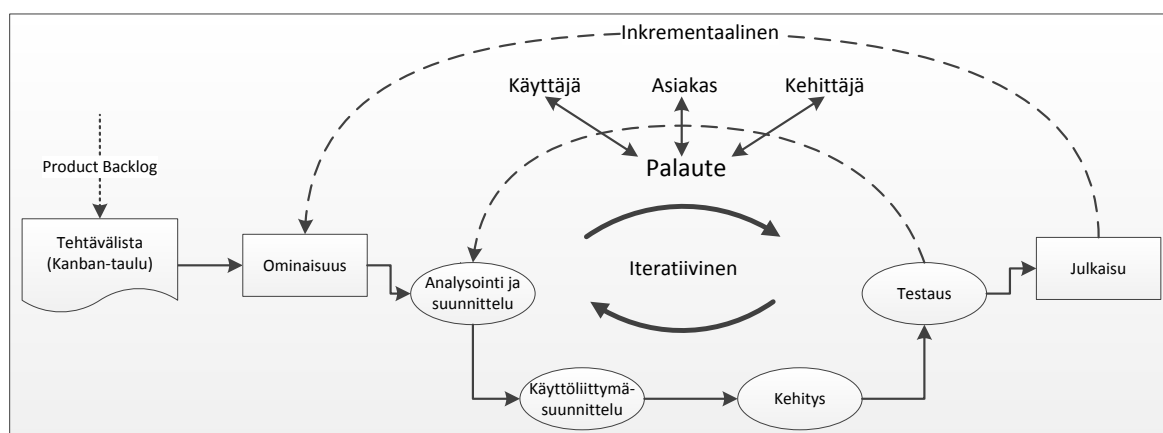 Inkrementaalinen
Käyttäjä
Asiakas
Kehittäjä
Product Backlog
Palaute
Tehtävälista
(Kanban-taulu)
Ominaisuus
Analysointi ja
suunnittelu
Iteratiivinen
Testaus
Julkaisu
Käyttöliittymä-
suunnittelu
Kehitys